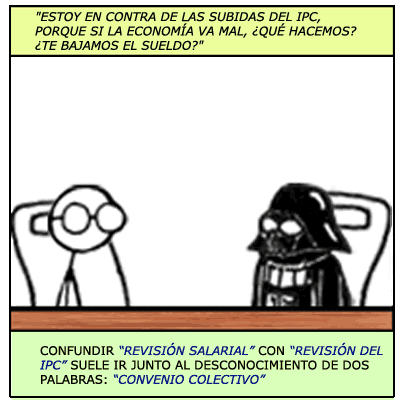 "ESTOY EN CONTRA DE LAS SUBIDAS DEL IPC,
PORQUE SI LA ECONOMÍA VA MAL, ¿QUÉ HACEMOS?
¿TE BAJAMOS EL SUELDO?"
CONFUNDIR “REVISIÓN SALARIAL” CON “REVISIÓN DEL
IPC” SUELE IR JUNTO AL DESCONOCIMIENTO DE DOS
PALABRAS: “CONVENIO COLECTIVO”